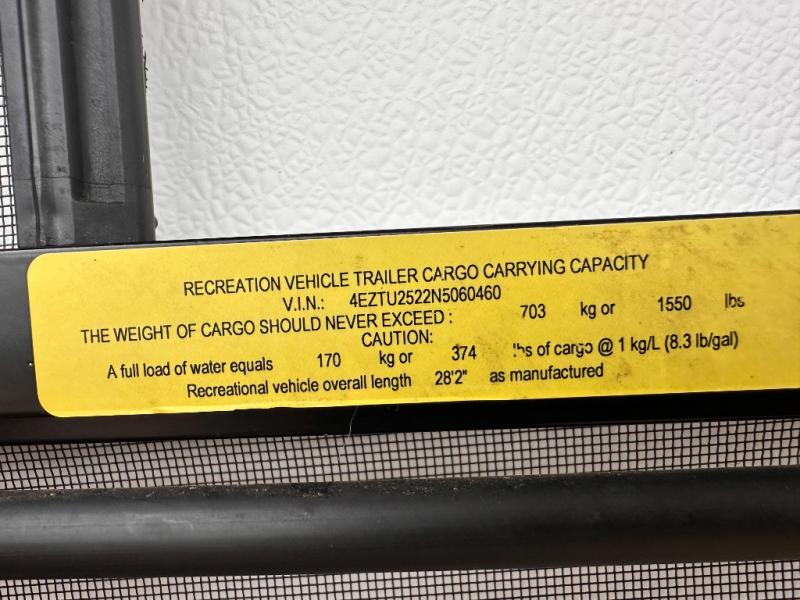 RECREATION VEHICLE TRAILER CARGO CARRYING CAPACITY
V.I.N.: 4EZTU2522N5060460
THE WEIGHT OF CARGO SHOULD NEVER EXCEED : 703 kg or 1550 lbs
CAUTION:
A full load of water equals 170 kg or 374 lbs of cargo @ 1 kg/L (8.3 lb/gal)
Recreational vehicle overall length 28'2" as manufactured